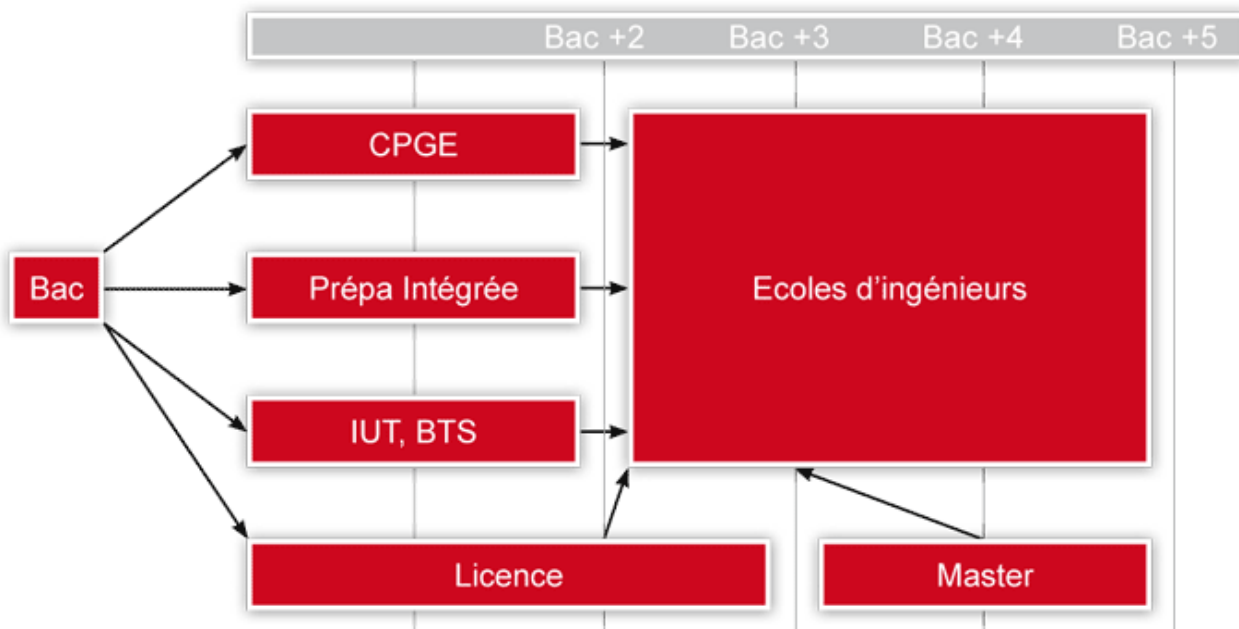 Bac +2 Bac +3 Bac +4 Bac +5
CPGE
Bac
Prépa Intégrée
Ecoles d'ingénieurs
IUT, BTS
Licence
Master